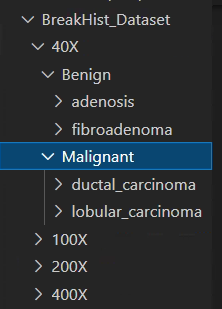 BreakHist_Dataset
40X
Benign
adenosis
fibroadenoma
Malignant
ductal_carcinoma
lobular_carcinoma
100X
200X
400X